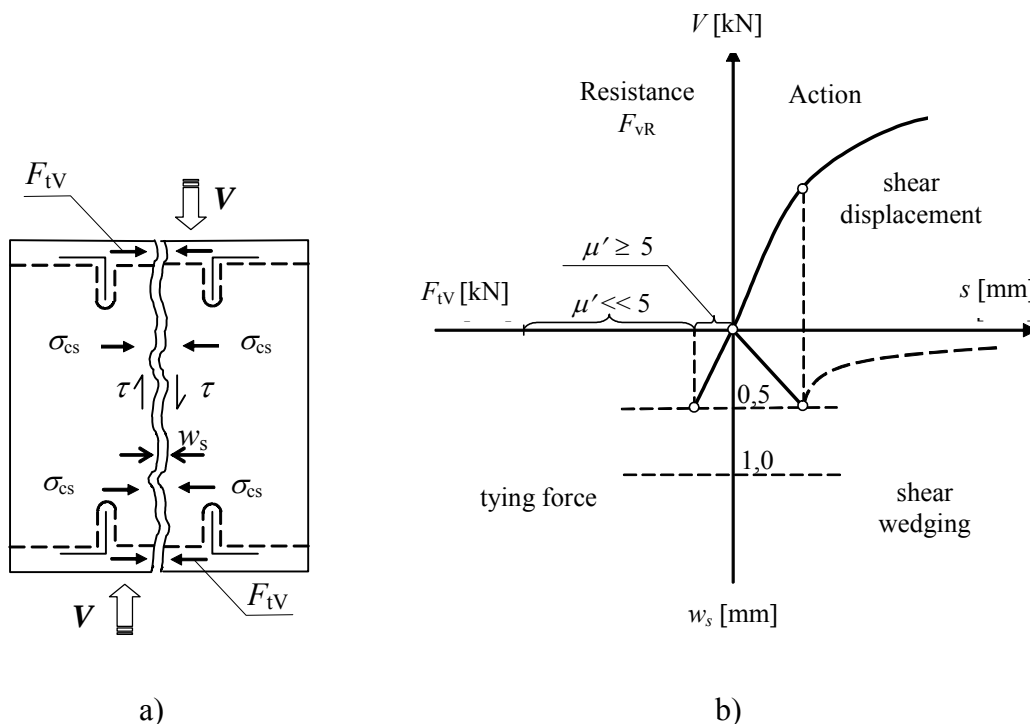 F_tV
V
σ_cs
σ_cs
τ
τ
w_s
σ_cs
σ_cs
F_tV
V
a)
V [kN]
Resistance
F_vR
Action
shear
displacement
μ′ ≥ 5
F_tV [kN]
μ′ << 5
s [mm]
0,5
1,0
tying force
shear
wedging
w_s [mm]
b)